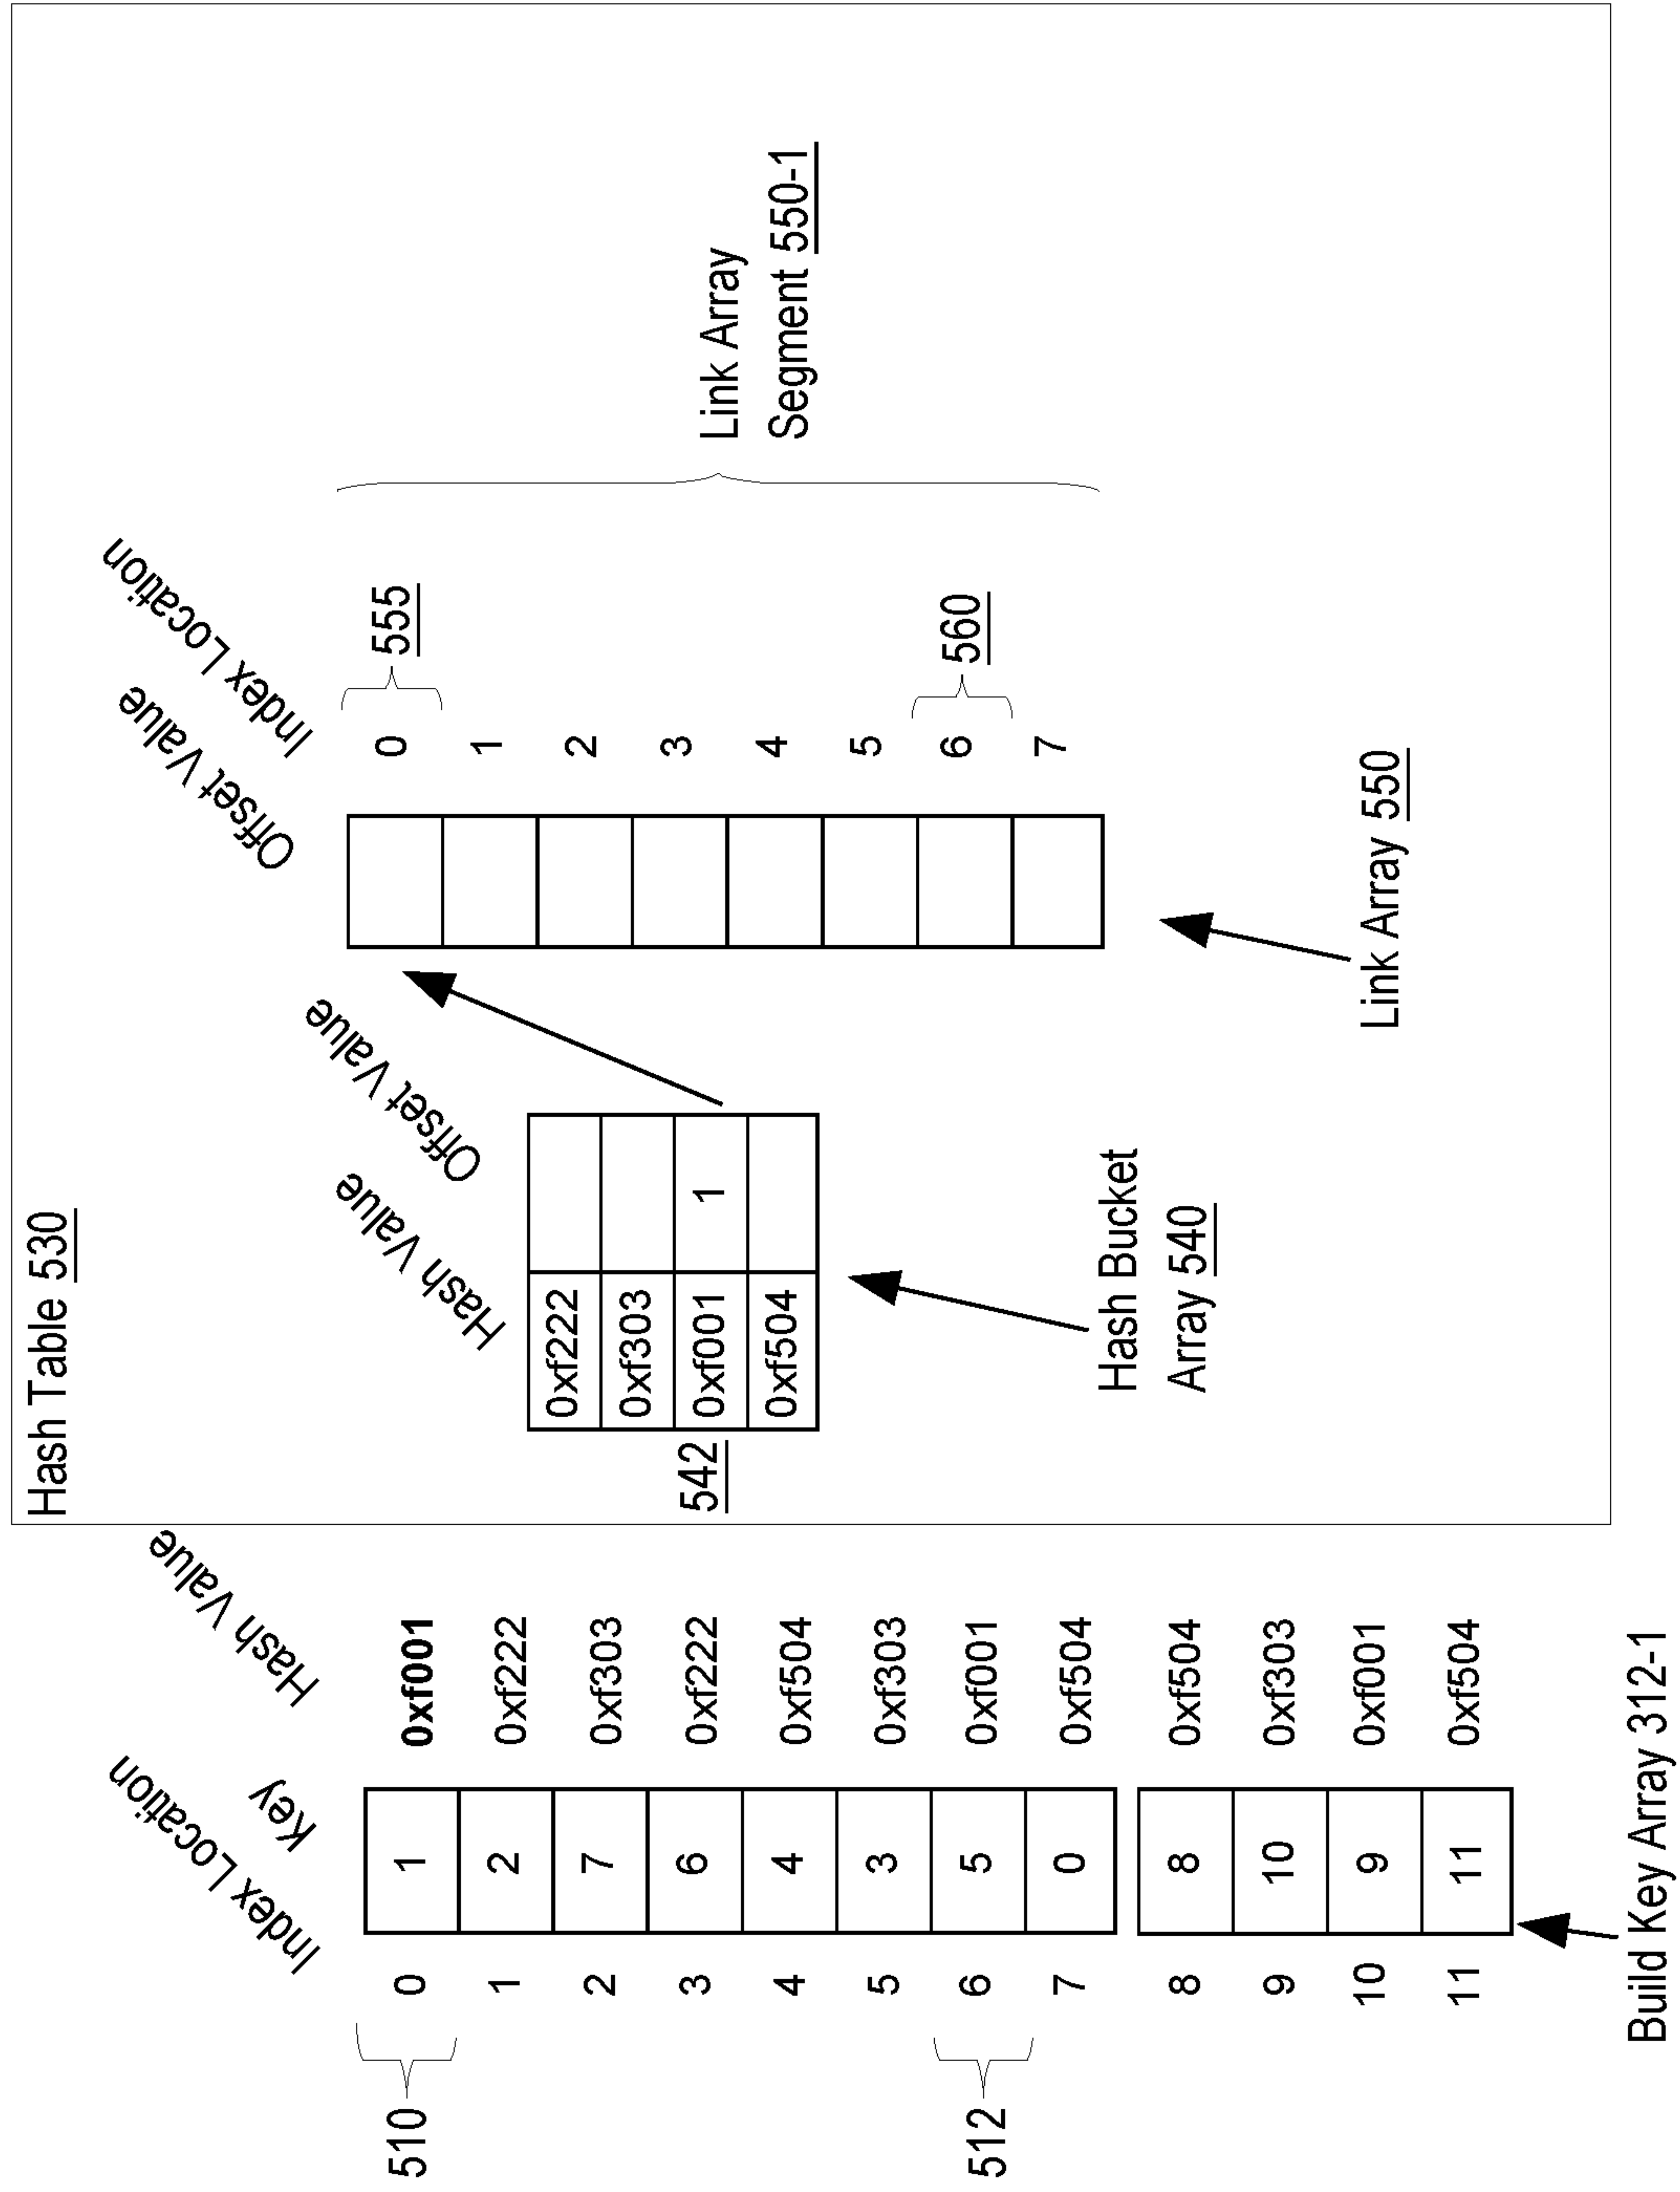 Hash Table 530
Index Location
Key
Hash Value
510
0 1 0xf001
1 2 0xf222
2 7 0xf303
3 6 0xf222
4 4 0xf504
5 3 0xf303
512
6 5 0xf001
7 0 0xf504
8 8 0xf504
9 10 0xf303
10 9 0xf001
11 11 0xf504
Build Key Array 312-1
Hash Value
Offset Value
0xf222
0xf303
542
0xf001 1
0xf504
Hash Bucket
Array 540
Offset Value
Index Location
0
555
1
2
3
4
5
6
560
7
Link Array 550
Link Array
Segment 550-1